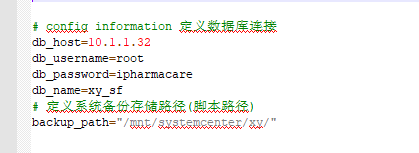 # config information 定义数据库连接
db_host=10.1.1.32
db_username=root
db_password=ipharmacare
db_name=xy_sf
# 定义系统备份存储路径(脚本路径)
backup_path="/mnt/systemcenter/xy/"